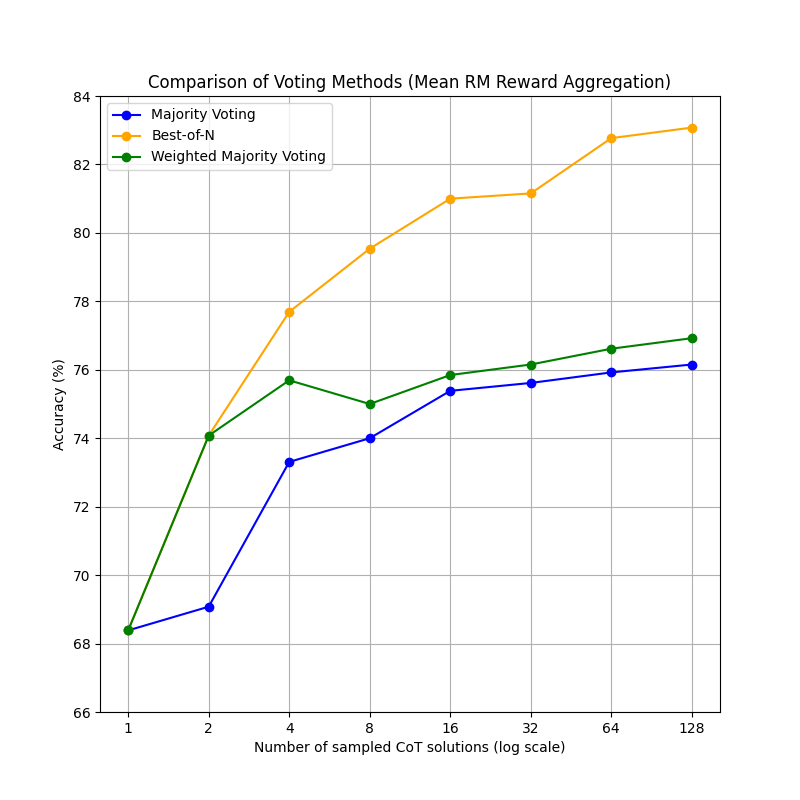 Comparison of Voting Methods (Mean RM Reward Aggregation)
Majority Voting
Best-of-N
Weighted Majority Voting
84
82
80
78
76
74
72
70
68
66
Accuracy (%)
1 2 4 8 16 32 64 128
Number of sampled CoT solutions (log scale)